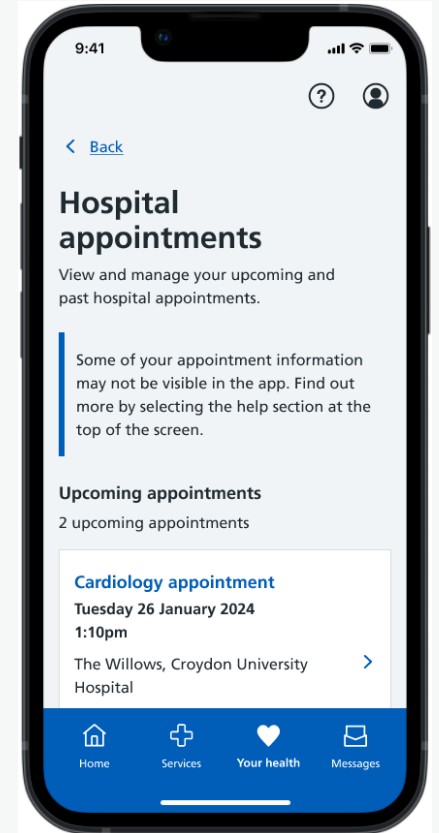 9:41
?
Back
Hospital
appointments
View and manage your upcoming and
past hospital appointments.
Some of your appointment information
may not be visible in the app. Find out
more by selecting the help section at the
top of the screen.
Upcoming appointments
2 upcoming appointments
Cardiology appointment
Tuesday 26 January 2024
1:10pm
The Willows, Croydon University
Hospital
Home Services Your health Messages